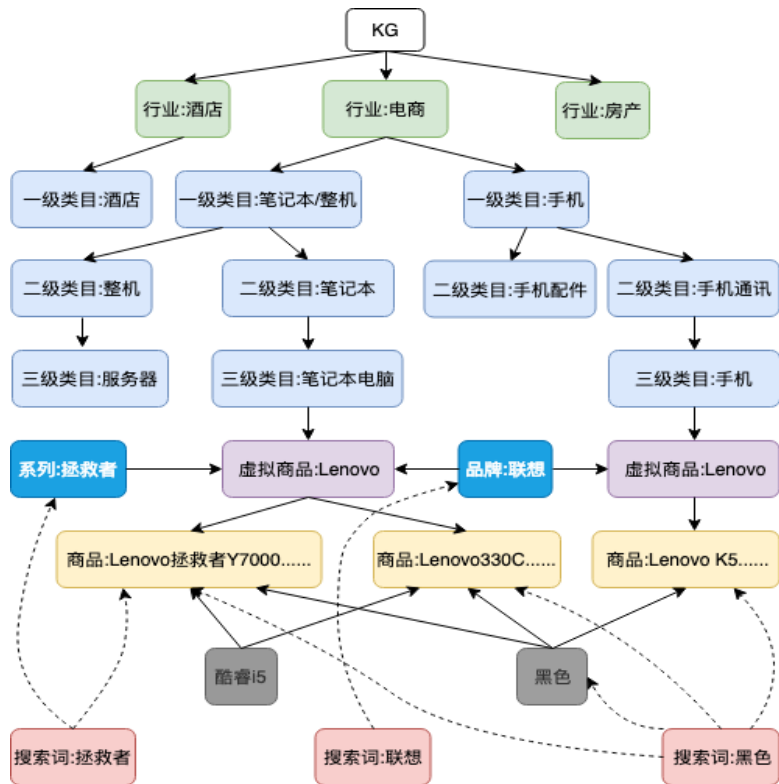 KG
行业:酒店
行业:电商
行业:房产
一级类目:酒店
一级类目:笔记本/整机
一级类目:手机
二级类目:整机
二级类目:笔记本
二级类目:手机配件
二级类目:手机通讯
三级类目:服务器
三级类目:笔记本电脑
三级类目:手机
系列:拯救者
虚拟商品:Lenovo
品牌:联想
虚拟商品:Lenovo
商品:Lenovo拯救者Y7000......
商品:Lenovo330C......
商品:Lenovo K5......
酷睿i5
黑色
搜索词:拯救者
搜索词:联想
搜索词:黑色